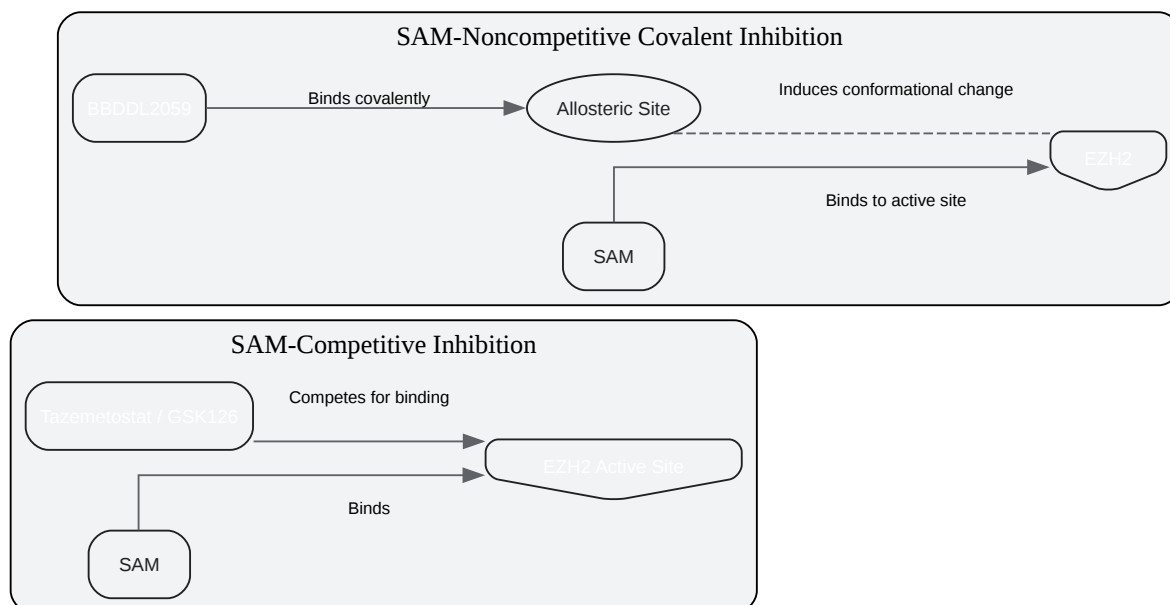 SAM-Noncompetitive Covalent Inhibition
BBDDL2059
Binds covalently
Allosteric Site
Induces conformational change
EZH2
Binds to active site
SAM
SAM-Competitive Inhibition
Tazemetostat / GSK126
Competes for binding
EZH2 Active Site
Binds
SAM